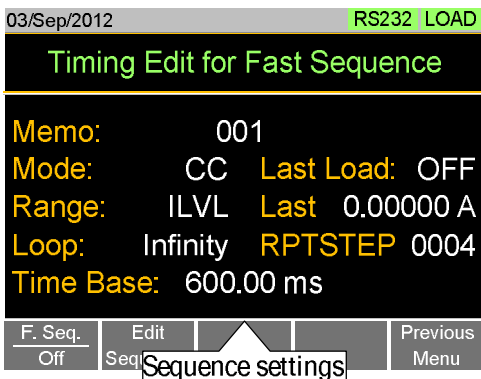 03/Sep/2012 RS232 LOAD
Timing Edit for Fast Sequence
Memo: 001
Mode: CC Last Load: OFF
Range: ILVL Last 0.00000 A
Loop: Infinity RPTSTEP 0004
Time Base: 600.00 ms
F. Seq. Edit Previous
Off Menu
Sequence settings